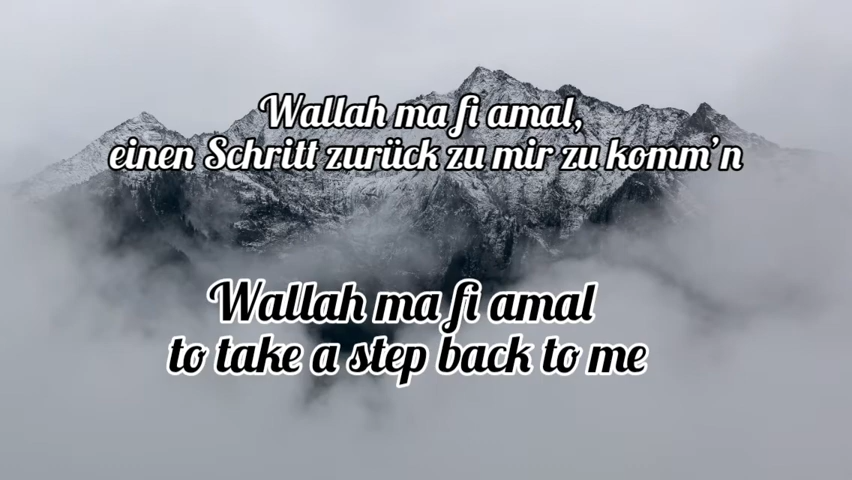 Wallah ma fi amal,
einen Schritt zurück zu mir zu komm'n
Wallah ma fi amal
to take a step back to me